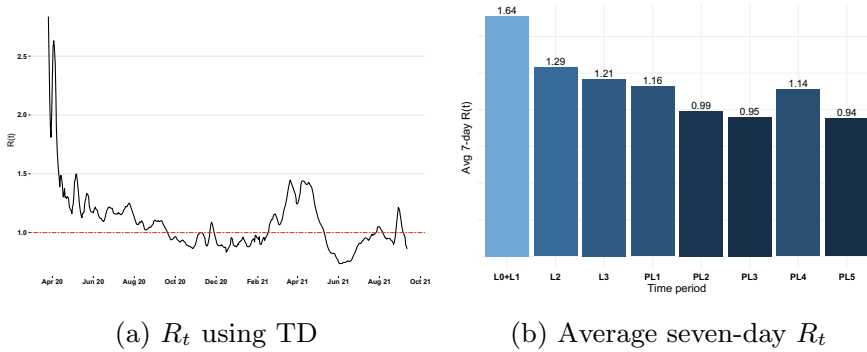 2.5
2.0
1.5
1.0
R(t)
Apr 20 Jun 20 Aug 20 Oct 20 Dec 20 Feb 21 Apr 21 Jun 21 Aug 21 Oct 21
(a) Rₜ using TD
1.64
1.29
1.21
1.16
0.99
0.95
1.14
0.94
Avg 7-day R(t)
L0+L1 L2 L3 PL1 PL2 PL3 PL4 PL5
Time period
(b) Average seven-day Rₜ